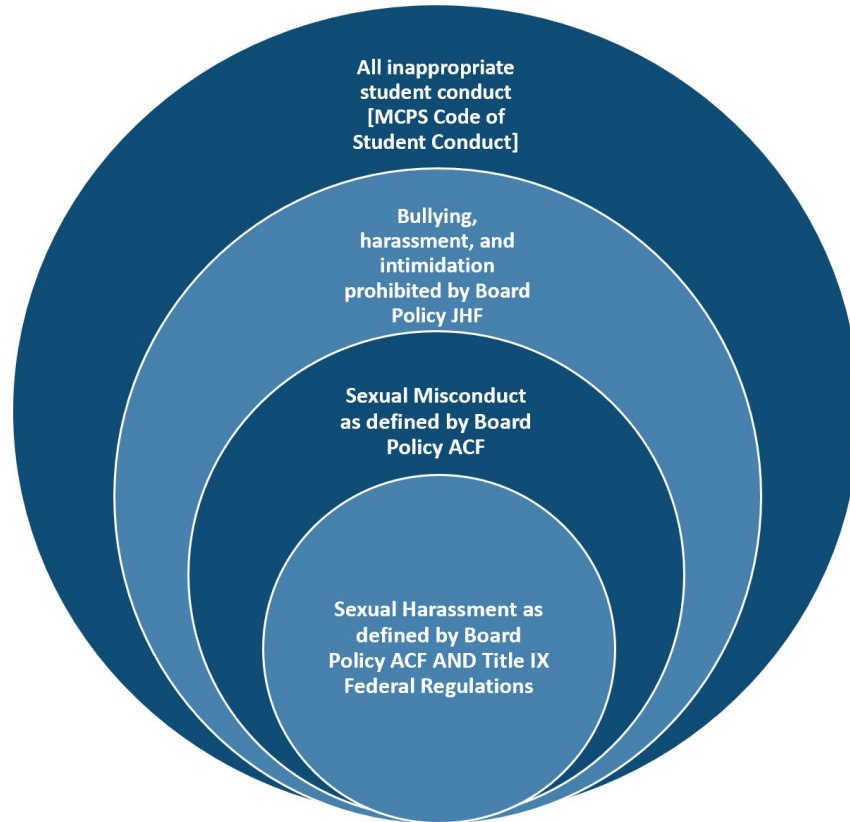 All inappropriate
student conduct
[MCPS Code of
Student Conduct]
Bullying,
harassment, and
intimidation
prohibited by Board
Policy JHF
Sexual Misconduct
as defined by Board
Policy ACF
Sexual Harassment as
defined by Board
Policy ACF AND Title IX
Federal Regulations